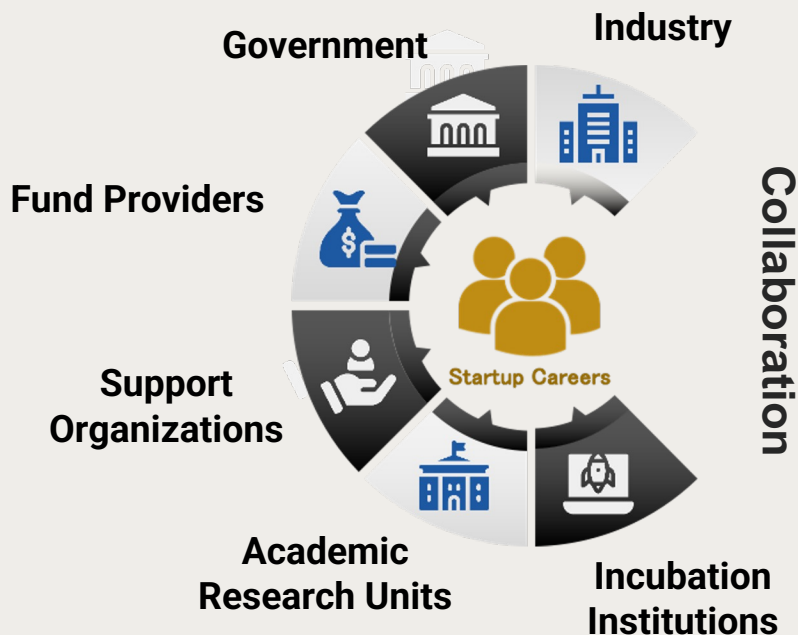 Government
Industry
Fund Providers
$
Startup Careers
Collaboration
Support
Organizations
Academic
Research Units
Incubation
Institutions